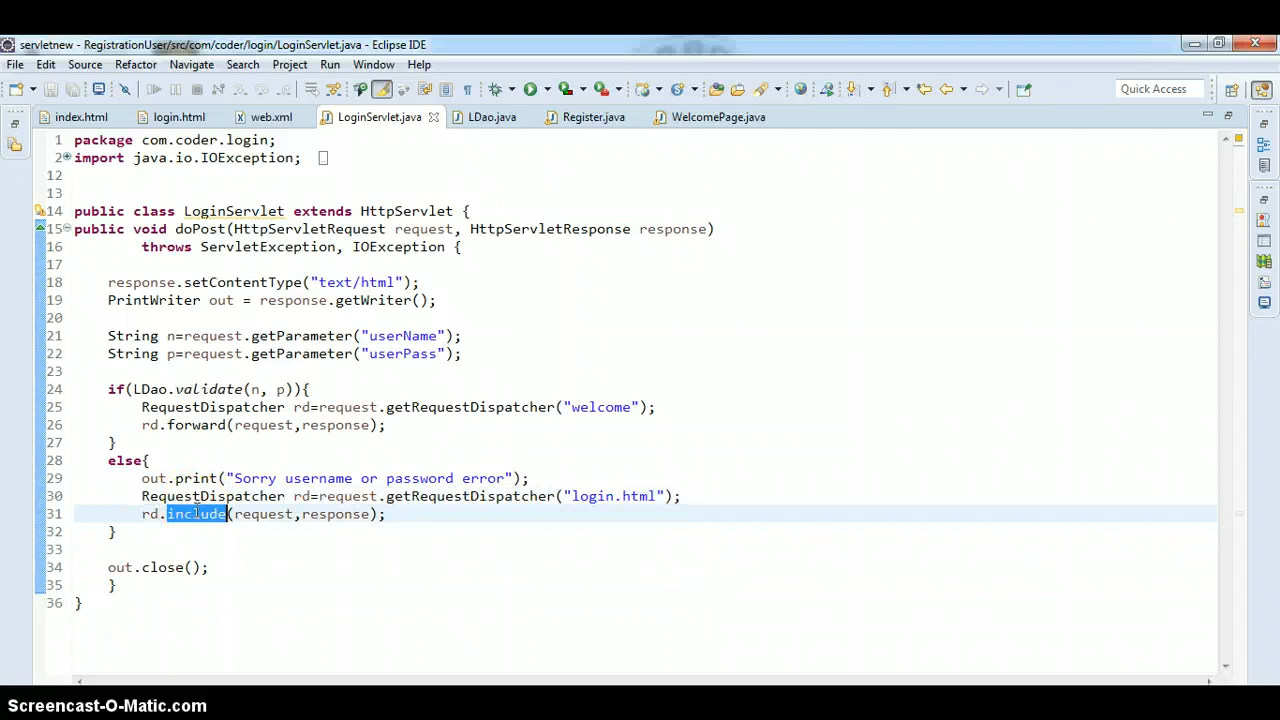 servletnew - RegistrationUser/src/com/coder/login/LoginServlet.java - Eclipse IDE
File Edit Source Refactor Navigate Search Project Run Window Help
Quick Access
index.html login.html web.xml LoginServlet.java LDao.java Register.java WelcomePage.java
1 package com.coder.login;
2 import java.io.IOException;
12
13
14 public class LoginServlet extends HttpServlet {
15 public void doPost(HttpServletRequest request, HttpServletResponse response)
16 throws ServletException, IOException {
17
18 response.setContentType("text/html");
19 PrintWriter out = response.getWriter();
20
21 String n=request.getParameter("userName");
22 String p=request.getParameter("userPass");
23
24 if(LDao.validate(n, p)){
25 RequestDispatcher rd=request.getRequestDispatcher("welcome");
26 rd.forward(request,response);
27 }
28 else{
29 out.print("Sorry username or password error");
30 RequestDispatcher rd=request.getRequestDispatcher("login.html");
31 rd.include(request,response);
32 }
33
34 out.close();
35 }
36 }
Screencast-O-Matic.com